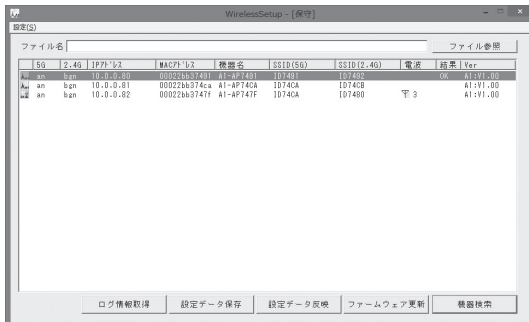 WirelessSetup - [保守]
設定(S)
ファイル名 ファイル参照
5G 2.4G IPアドレス MACアドレス 機器名 SSID(5G) SSID(2.4G) 電波 結果 Ver
an bgn 10.0.0.80 00022bb37491 A1-AP7491 ID7491 ID7492 OK A1:V1.00
an bgn 10.0.0.81 00022bb374ca A1-AP74CA ID74CA ID74CB A1:V1.00
an bgn 10.0.0.82 00022bb3747f A1-AP747F ID74CA ID7480 3 A1:V1.00
ログ情報取得 設定データ保存 設定データ反映 ファームウェア更新 機器検索